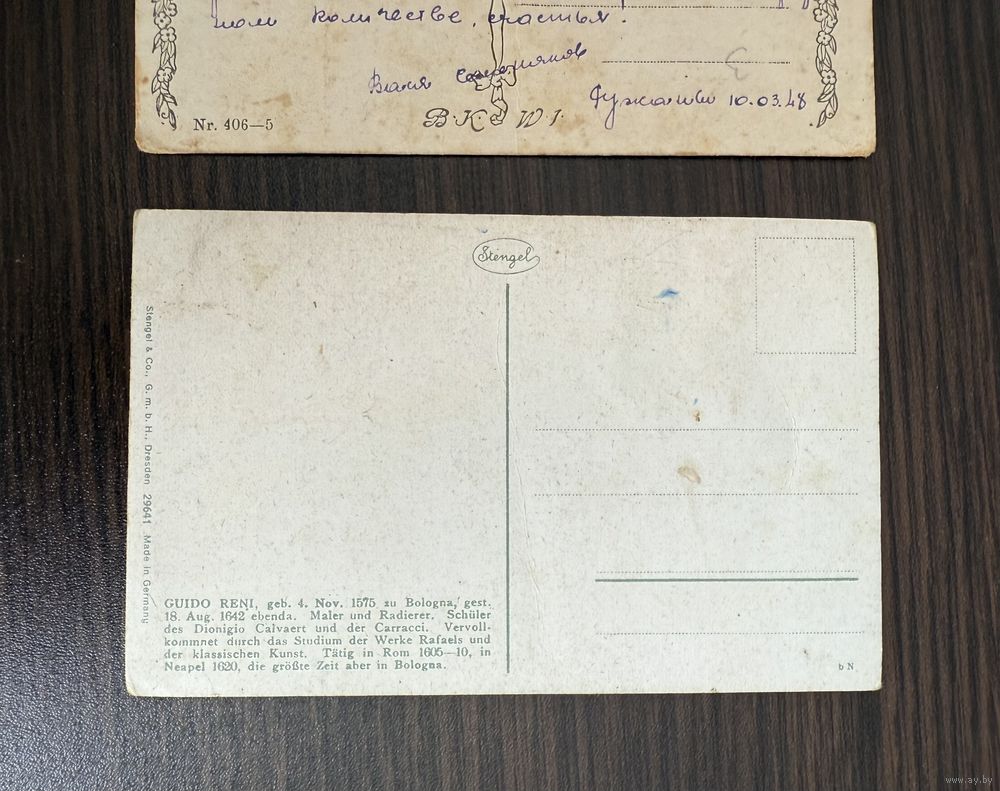 количестве, счастья!
Валя
10.03.48
Nr. 406—5
B.K.W.I.
Stengel
Stengel & Co., G. m. b. H., Dresden 29641 Made in Germany
GUIDO RENI, geb. 4. Nov. 1575 zu Bologna, gest.
18. Aug. 1642 ebenda. Maler und Radierer. Schüler
des Dionigio Calvaert und der Carracci. Vervoll-
kommnet durch das Studium der Werke Rafaels und
der klassischen Kunst. Tätig in Rom 1605—10, in
Neapel 1620, die größte Zeit aber in Bologna.
b N
www.ay.by